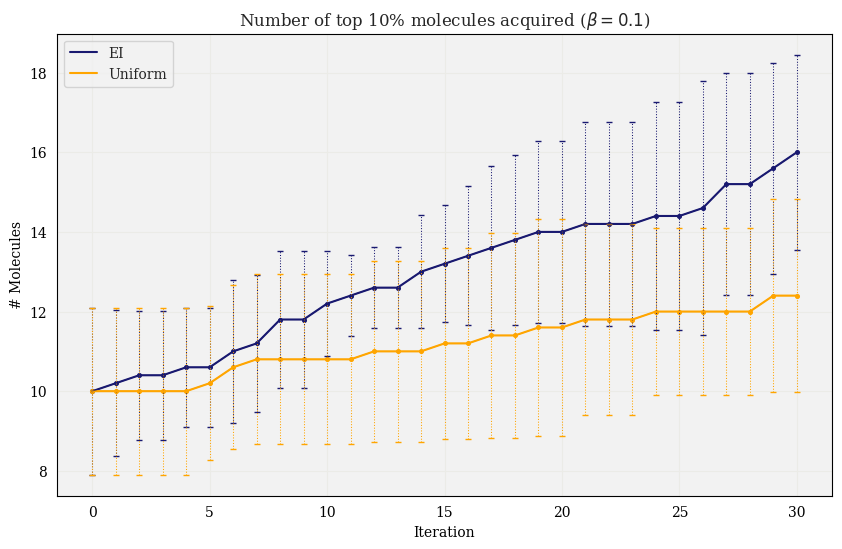 Number of top 10% molecules acquired (β = 0.1)
EI
Uniform
# Molecules
18
16
14
12
10
8
0 5 10 15 20 25 30
Iteration